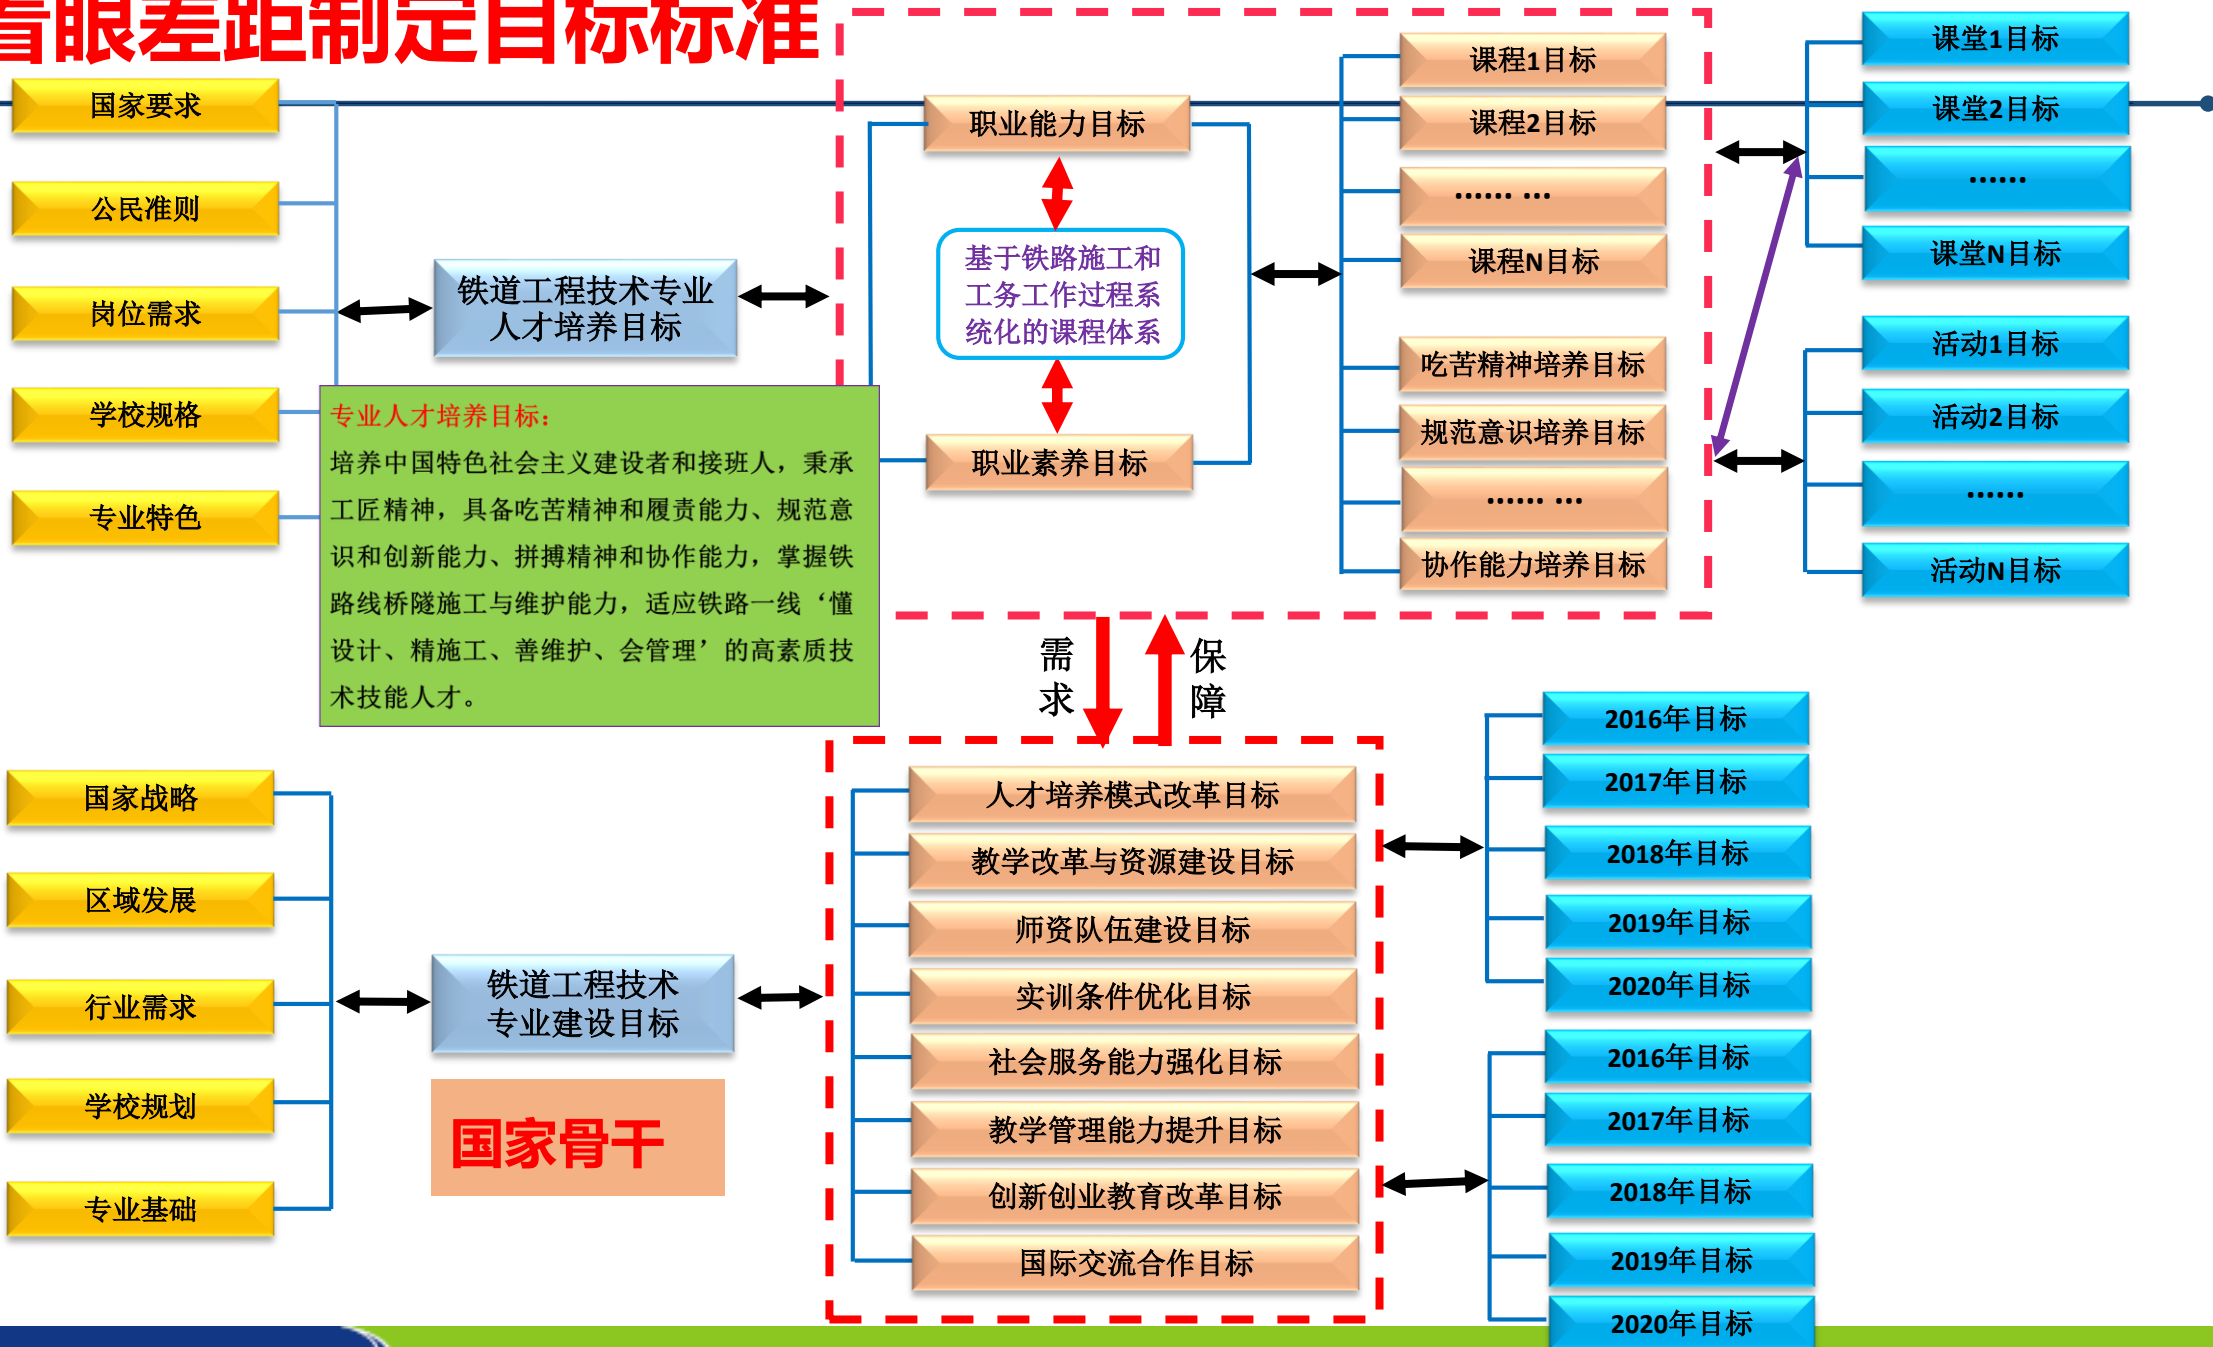 着眼差距制定目标标准
国家要求
公民准则
岗位需求
学校规格
专业特色
铁道工程技术专业
人才培养目标
专业人才培养目标：
培养中国特色社会主义建设者和接班人，秉承
工匠精神，具备吃苦精神和履责能力、规范意
识和创新能力、拼搏精神和协作能力，掌握铁
路线桥隧施工与维护能力，适应铁路一线‘懂
设计、精施工、善维护、会管理’的高素质技
术技能人才。
职业能力目标
基于铁路施工和
工务工作过程系
统化的课程体系
职业素养目标
课程1目标
课程2目标
…… …
课程N目标
吃苦精神培养目标
规范意识培养目标
…… …
协作能力培养目标
课堂1目标
课堂2目标
……
课堂N目标
活动1目标
活动2目标
……
活动N目标
需求
保障
国家战略
区域发展
行业需求
学校规划
专业基础
铁道工程技术
专业建设目标
国家骨干
人才培养模式改革目标
教学改革与资源建设目标
师资队伍建设目标
实训条件优化目标
社会服务能力强化目标
教学管理能力提升目标
创新创业教育改革目标
国际交流合作目标
2016年目标
2017年目标
2018年目标
2019年目标
2020年目标
2016年目标
2017年目标
2018年目标
2019年目标
2020年目标